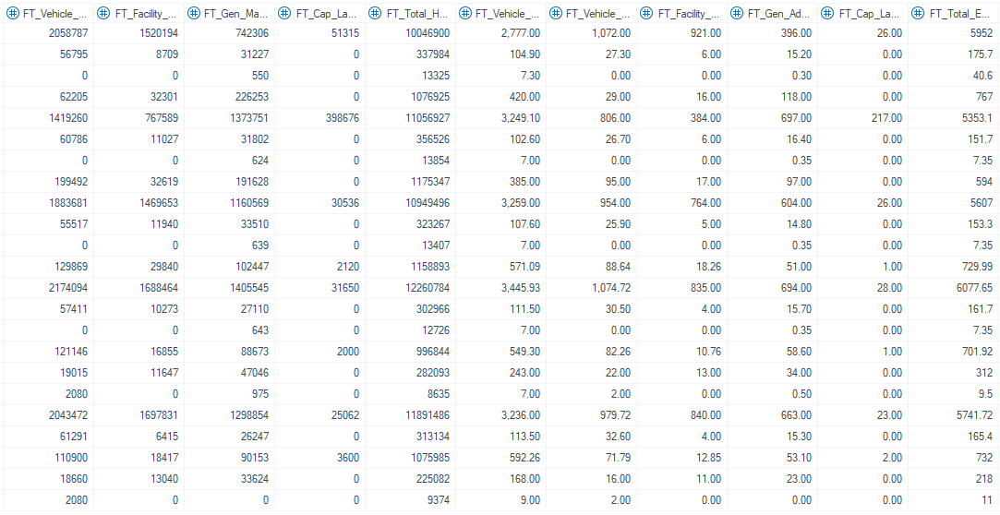 FT_Vehicle_... FT_Facility_... FT_Gen_Ma... FT_Cap_La... FT_Total_H... FT_Vehicle_... FT_Vehicle_... FT_Facility_... FT_Gen_Ad... FT_Cap_La... FT_Total_E...
2058787 1520194 742306 51315 10046900 2,777.00 1,072.00 921.00 396.00 26.00 5952
56795 8709 31227 0 337984 104.90 27.30 6.00 15.20 0.00 175.7
0 0 550 0 13325 7.30 0.00 0.00 0.30 0.00 40.6
62205 32301 226253 0 1076925 420.00 29.00 16.00 118.00 0.00 767
1419260 767589 1373751 398676 11056927 3,249.10 806.00 384.00 697.00 217.00 5353.1
60786 11027 31802 0 356526 102.60 26.70 6.00 16.40 0.00 151.7
0 0 624 0 13854 7.00 0.00 0.00 0.35 0.00 7.35
199492 32619 191628 0 1175347 385.00 95.00 17.00 97.00 0.00 594
1883681 1469653 1160569 30536 10949496 3,259.00 954.00 764.00 604.00 26.00 5607
55517 11940 33510 0 323267 107.60 25.90 5.00 14.80 0.00 153.3
0 0 639 0 13407 7.00 0.00 0.00 0.35 0.00 7.35
129869 29840 102447 2120 1158893 571.09 88.64 18.26 51.00 1.00 729.99
2174094 1688464 1405545 31650 12260784 3,445.93 1,074.72 835.00 694.00 28.00 6077.65
57411 10273 27110 0 302966 111.50 30.50 4.00 15.70 0.00 161.7
0 0 643 0 12726 7.00 0.00 0.00 0.35 0.00 7.35
121146 16855 88673 2000 996844 549.30 82.26 10.76 58.60 1.00 701.92
19015 11647 47046 0 282093 243.00 22.00 13.00 34.00 0.00 312
2080 0 975 0 8635 7.00 2.00 0.00 0.50 0.00 9.5
2043472 1697831 1298854 25062 11891486 3,236.00 979.72 840.00 663.00 23.00 5741.72
61291 6415 26247 0 313134 113.50 32.60 4.00 15.30 0.00 165.4
110900 18417 90153 3600 1075985 592.26 71.79 12.85 53.10 2.00 732
18660 13040 33624 0 225082 168.00 16.00 11.00 23.00 0.00 218
2080 0 0 0 9374 9.00 2.00 0.00 0.00 0.00 11